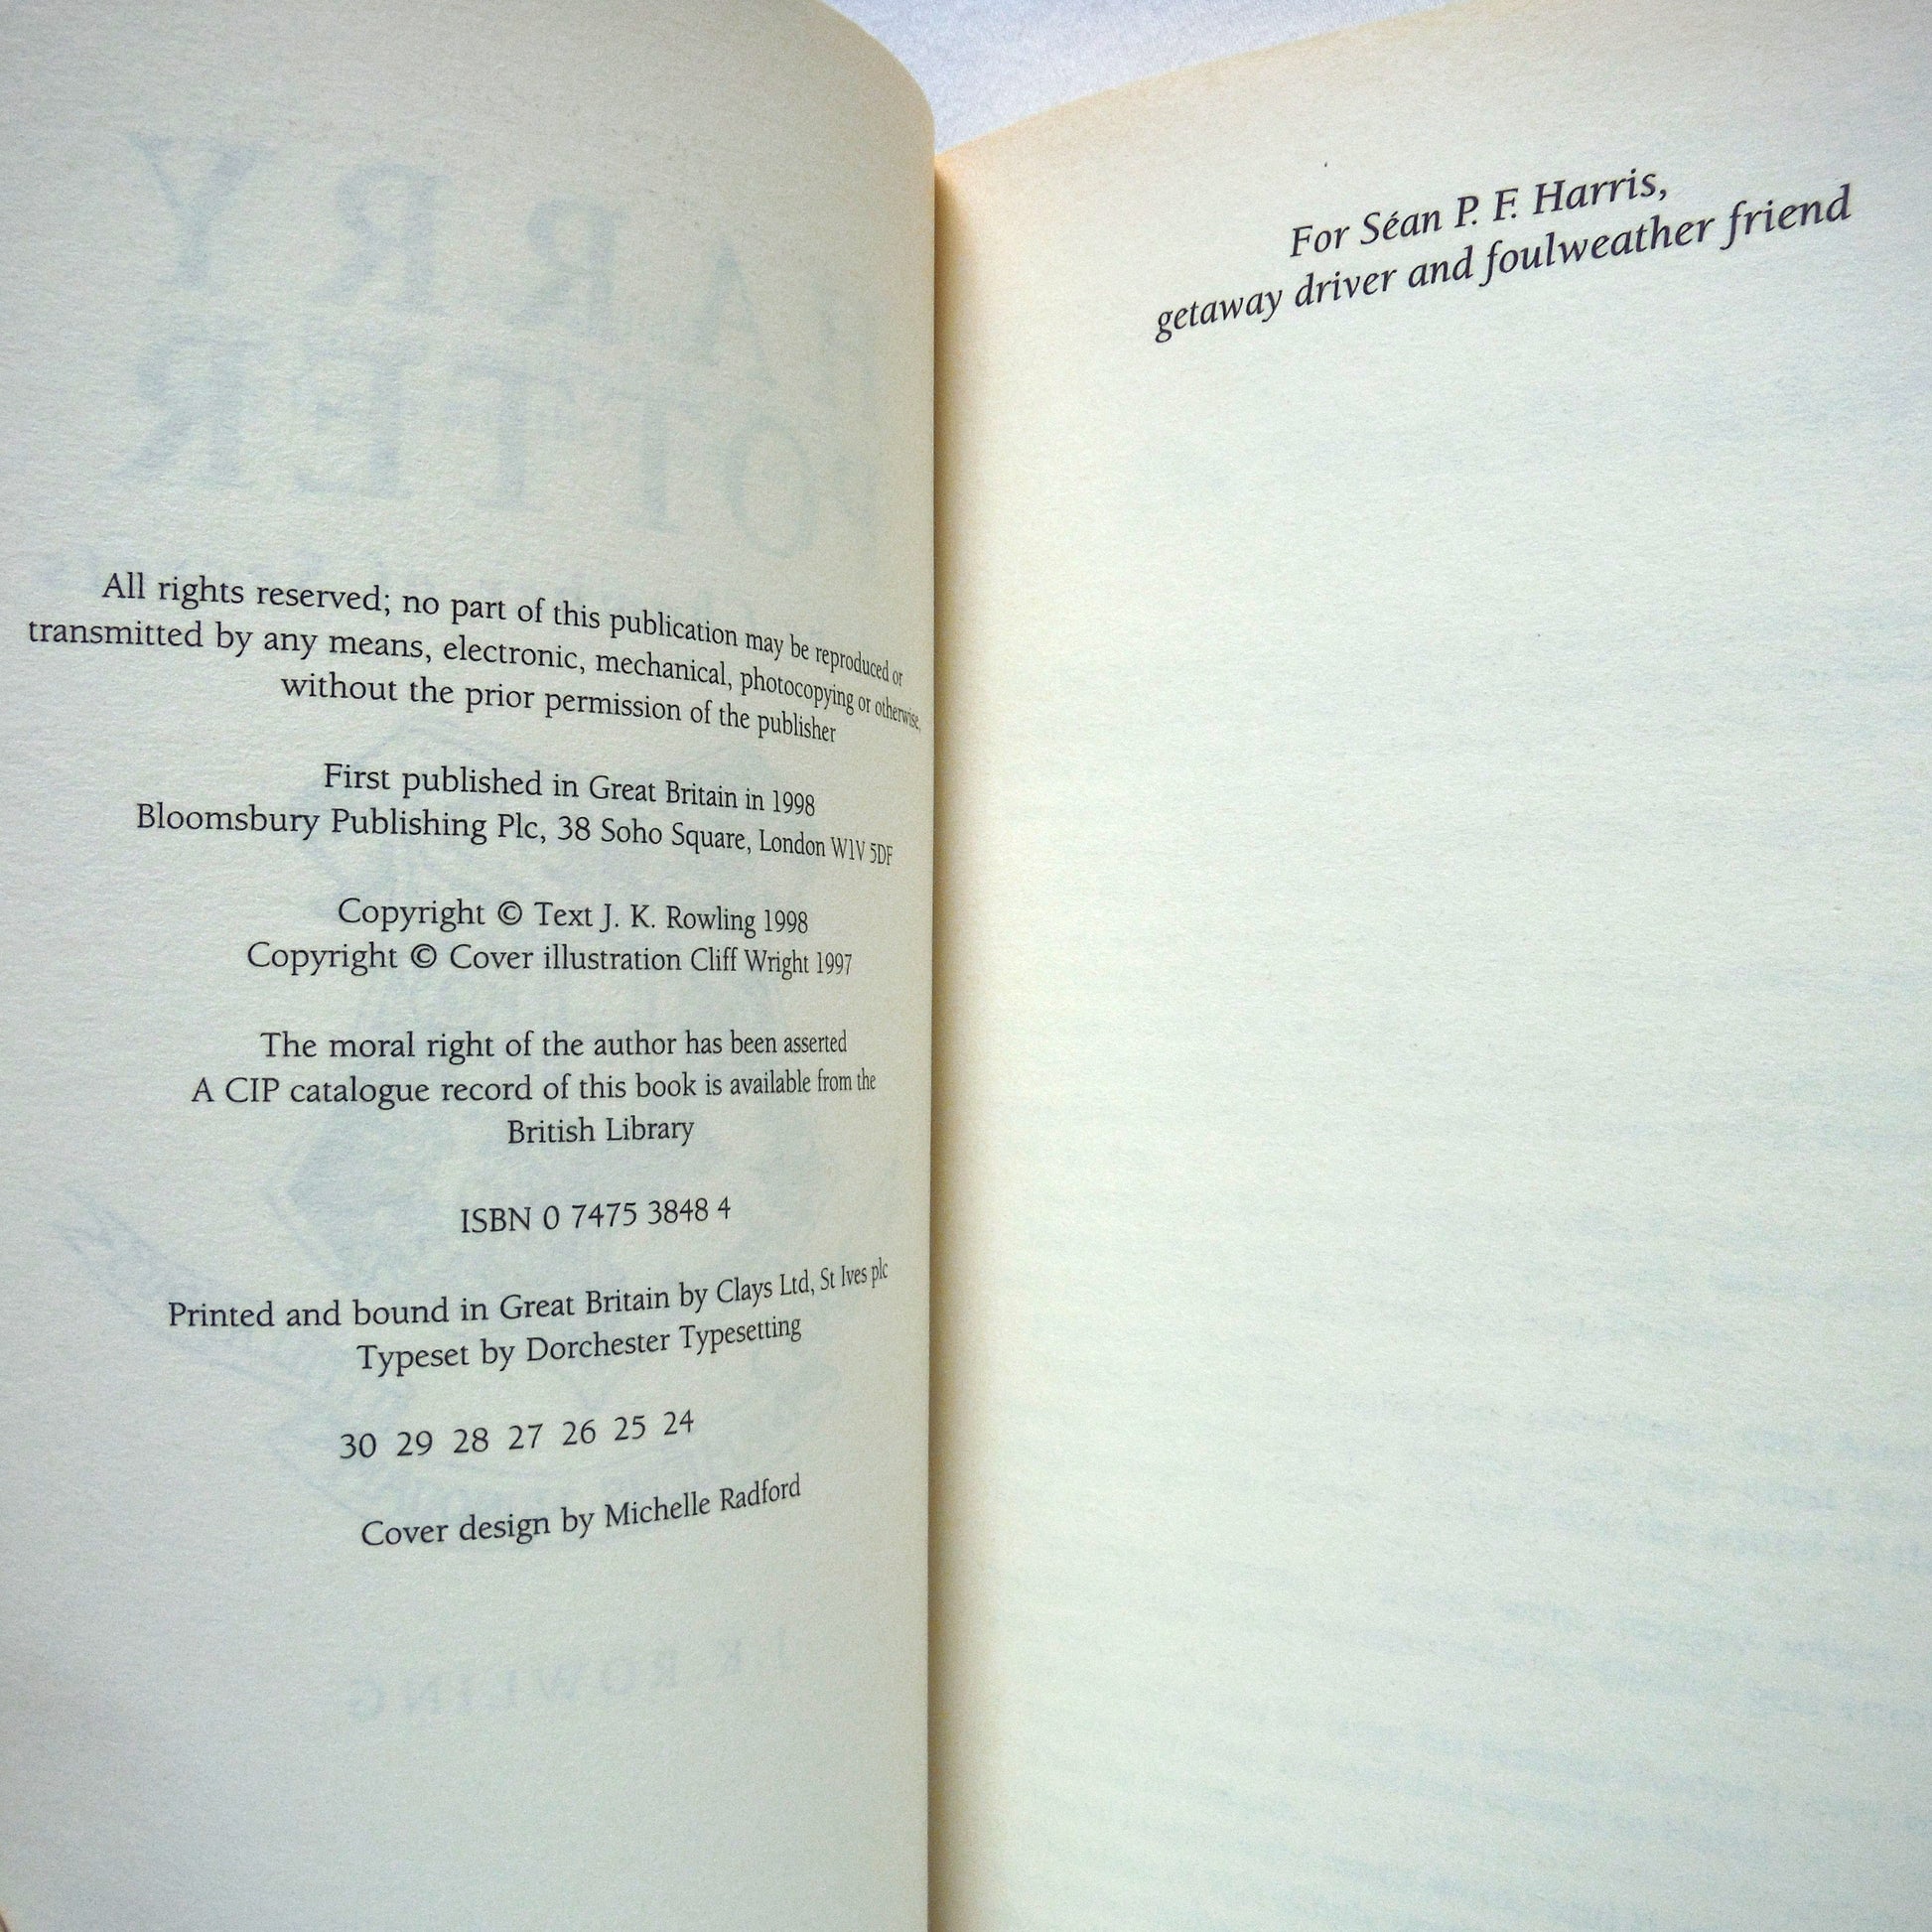 All rights reserved; no part of this publication may be reproduced or
transmitted by any means, electronic, mechanical, photocopying or otherwise,
without the prior permission of the publisher
First published in Great Britain in 1998
Bloomsbury Publishing Plc, 38 Soho Square, London W1V 5DF
Copyright © Text J. K. Rowling 1998
Copyright © Cover illustration Cliff Wright 1997
The moral right of the author has been asserted
A CIP catalogue record of this book is available from the
British Library
ISBN 0 7475 3848 4
Printed and bound in Great Britain by Clays Ltd, St Ives plc
Typeset by Dorchester Typesetting
30 29 28 27 26 25 24
Cover design by Michelle Radford
For Séan P. F. Harris,
getaway driver and foulweather friend